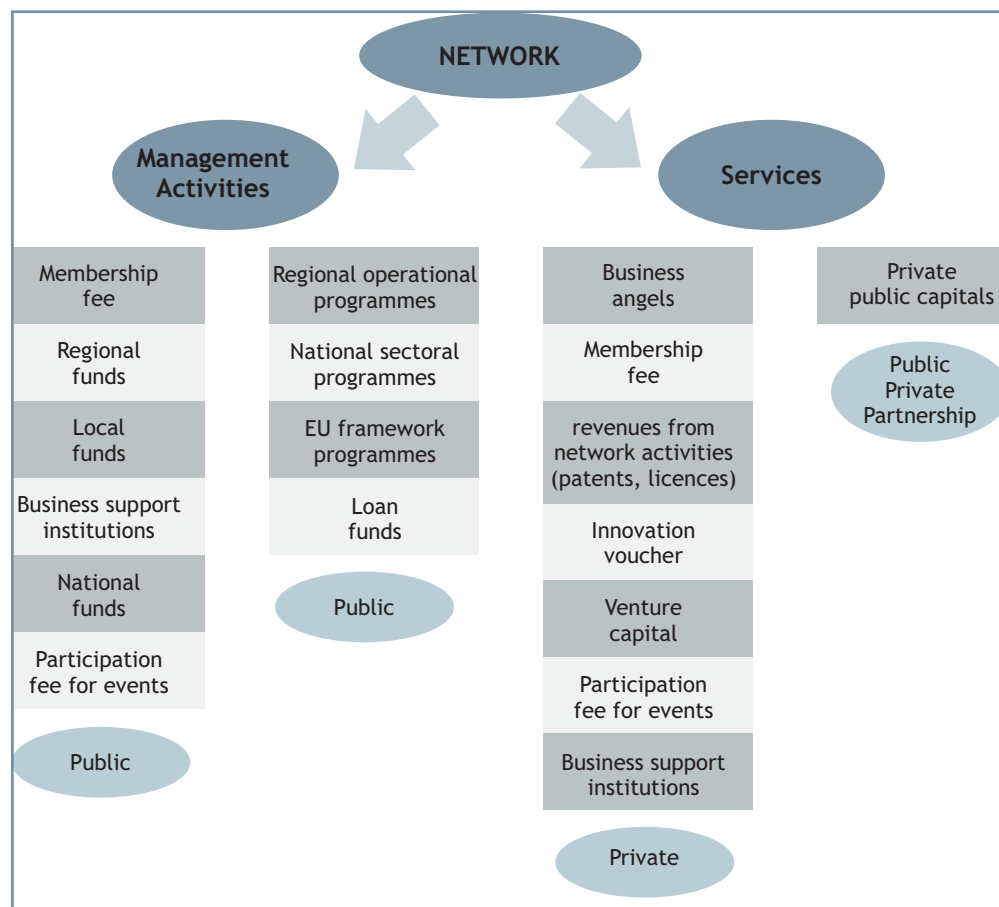 NETWORK
Management
Activities
Services
Membership
fee
Regional
funds
Local
funds
Business support
institutions
National
funds
Participation
fee for events
Public
Regional operational
programmes
National sectoral
programmes
EU framework
programmes
Loan
funds
Public
Business
angels
Membership
fee
revenues from
network activities
(patents, licences)
Innovation
voucher
Venture
capital
Participation
fee for events
Business support
institutions
Private
Private
public capitals
Public
Private
Partnership